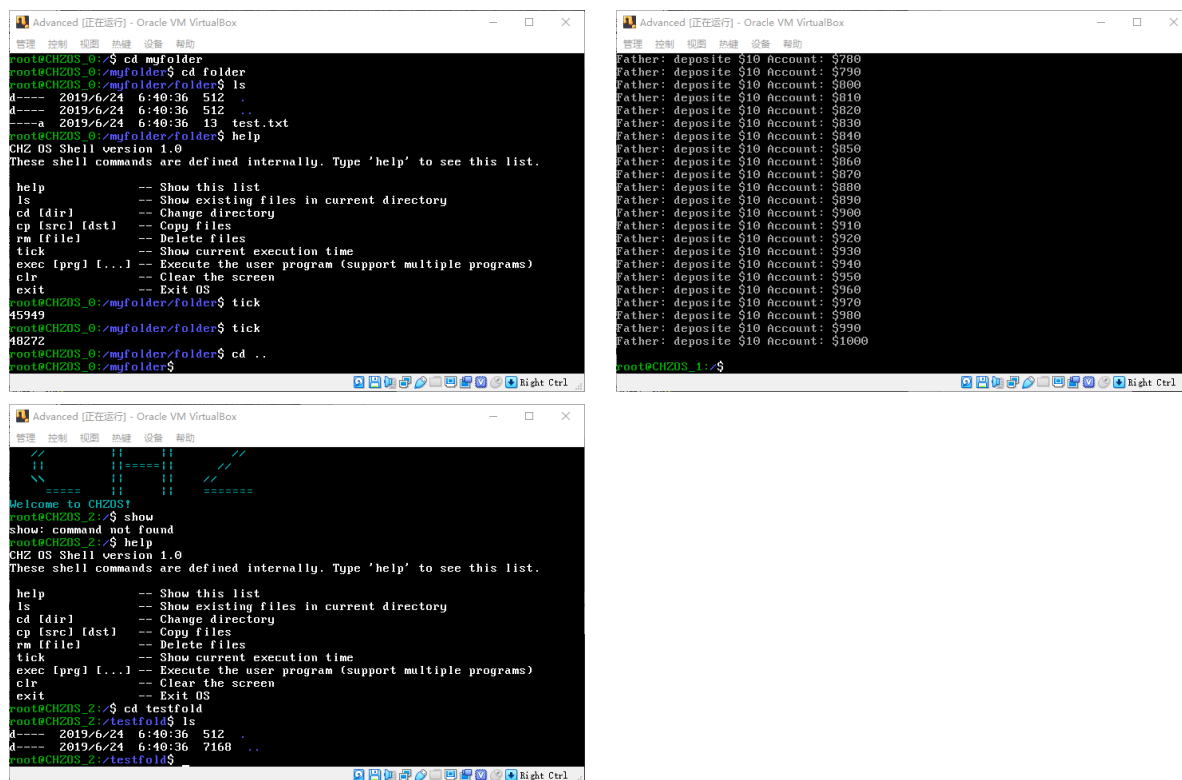 Advanced [正在运行] - Oracle VM VirtualBox
管理 控制 视图 热键 设备 帮助
root@CHZOS_0:/$ cd myfolder
root@CHZOS_0:/myfolder$ cd folder
root@CHZOS_0:/myfolder/folder$ ls
d---- 2019/6/24 6:40:36 512 .
d---- 2019/6/24 6:40:36 512 ..
----a 2019/6/24 6:40:36 13 test.txt
root@CHZOS_0:/myfolder/folder$ help
CHZ OS Shell version 1.0
These shell commands are defined internally. Type 'help' to see this list.
help -- Show this list
ls -- Show existing files in current directory
cd [dir] -- Change directory
cp [src] [dst] -- Copy files
rm [file] -- Delete files
tick -- Show current execution time
exec [prg] [...] -- Execute the user program (support multiple programs)
clr -- Clear the screen
exit -- Exit OS
root@CHZOS_0:/myfolder/folder$ tick
45949
root@CHZOS_0:/myfolder/folder$ tick
48272
root@CHZOS_0:/myfolder/folder$ cd ..
root@CHZOS_0:/myfolder$
Right Ctrl
Advanced [正在运行] - Oracle VM VirtualBox
管理 控制 视图 热键 设备 帮助
Father: deposite $10 Account: $780
Father: deposite $10 Account: $790
Father: deposite $10 Account: $800
Father: deposite $10 Account: $810
Father: deposite $10 Account: $820
Father: deposite $10 Account: $830
Father: deposite $10 Account: $840
Father: deposite $10 Account: $850
Father: deposite $10 Account: $860
Father: deposite $10 Account: $870
Father: deposite $10 Account: $880
Father: deposite $10 Account: $890
Father: deposite $10 Account: $900
Father: deposite $10 Account: $910
Father: deposite $10 Account: $920
Father: deposite $10 Account: $930
Father: deposite $10 Account: $940
Father: deposite $10 Account: $950
Father: deposite $10 Account: $960
Father: deposite $10 Account: $970
Father: deposite $10 Account: $980
Father: deposite $10 Account: $990
Father: deposite $10 Account: $1000
root@CHZOS_1:/$
Right Ctrl
Advanced [正在运行] - Oracle VM VirtualBox
管理 控制 视图 热键 设备 帮助
// || || //
|| ||=====|| //
\\ || || //
===== || || =======
Welcome to CHZOS!
root@CHZOS_2:/$ show
show: command not found
root@CHZOS_2:/$ help
CHZ OS Shell version 1.0
These shell commands are defined internally. Type 'help' to see this list.
help -- Show this list
ls -- Show existing files in current directory
cd [dir] -- Change directory
cp [src] [dst] -- Copy files
rm [file] -- Delete files
tick -- Show current execution time
exec [prg] [...] -- Execute the user program (support multiple programs)
clr -- Clear the screen
exit -- Exit OS
root@CHZOS_2:/$ cd testfold
root@CHZOS_2:/testfold$ ls
d---- 2019/6/24 6:40:36 512 .
d---- 2019/6/24 6:40:36 7168 ..
root@CHZOS_2:/testfold$ _
Right Ctrl